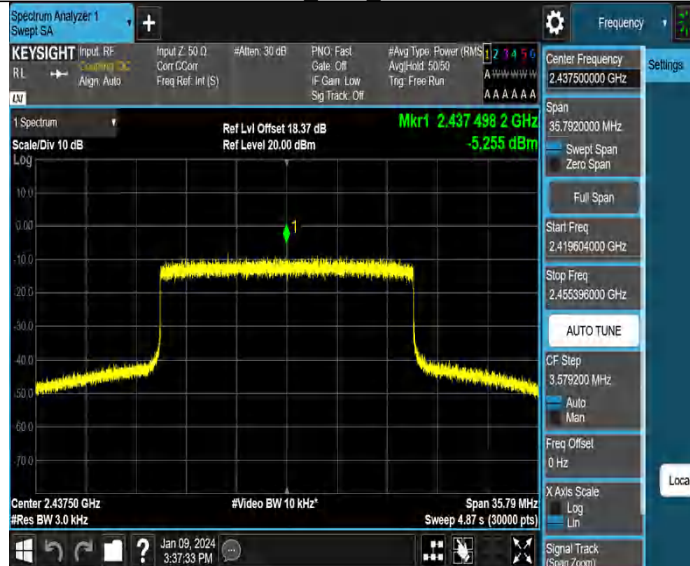 Spectrum Analyzer 1
Swept SA
+
Frequency
KEYSIGHT
Input: RF
Input Z: 50 Ω
#Atten: 30 dB
PNO: Fast
#Avg Type: Power (RMS
1 2 3 4 5 6
RL
Coupling: DC
Corr CCorr
Gate: Off
Avg|Hold: 50/50
A W W W W W
Align: Auto
Freq Ref: Int (S)
IF Gain: Low
Trig: Free Run
Sig Track: Off
A A A A A A
LXI
1 Spectrum
Ref Lvl Offset 18.37 dB
Mkr1 2.437 498 2 GHz
Scale/Div 10 dB
Ref Level 20.00 dBm
-5.255 dBm
Log
10.0
0.00
-10.0
-20.0
-30.0
-40.0
-50.0
-60.0
-70.0
1
Center 2.43750 GHz
#Video BW 10 kHz*
Span 35.79 MHz
#Res BW 3.0 kHz
Sweep 4.87 s (30000 pts)
?
Jan 09, 2024
3:37:33 PM
Center Frequency
2.437500000 GHz
Settings
Span
35.7920000 MHz
Swept Span
Zero Span
Full Span
Start Freq
2.419604000 GHz
Stop Freq
2.455396000 GHz
AUTO TUNE
CF Step
3.579200 MHz
Auto
Man
Freq Offset
0 Hz
X Axis Scale
Log
Lin
Signal Track
(Span Zoom)
Loca